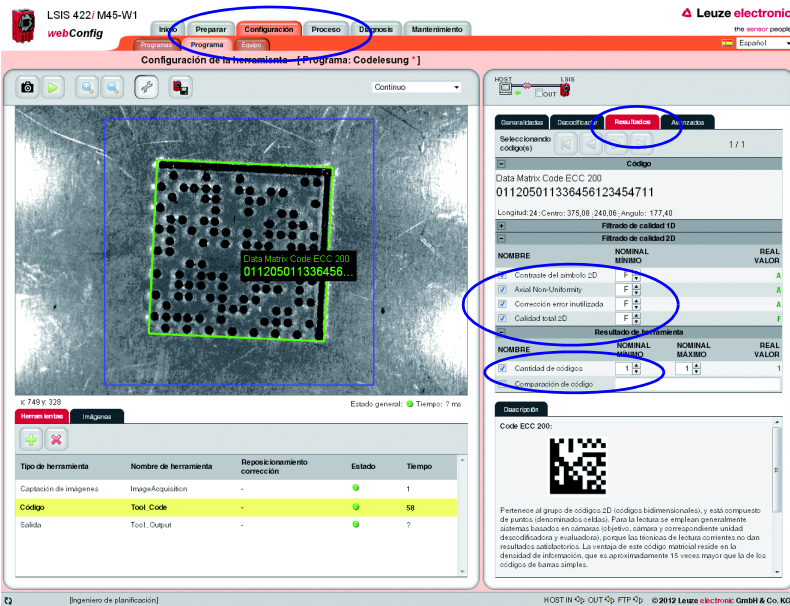 LSIS 422i M45-W1
webConfig
Leuze electronic
the sensor people
Inicio Preparar Configuración Proceso Diagnosis Mantenimiento
Programas Programa Equipo
Español
Configuración de la herramienta [ Programa: Codelesung * ]
Continuo
HOST LSIS
OUT
Generalidades Decodificador Resultados Avanzados
Seleccionando
código(s)
1 / 1
Código
Data Matrix Code ECC 200
011205011336456123454711
Longitud:24 ;Centro: 375,08 ;240,06 ;Angulo: 177,40
Filtrado de calidad 1D
Filtrado de calidad 2D
NOMBRE NOMINAL MÍNIMO REAL VALOR
Contraste del símbolo 2D F A
Axial Non-Uniformity F A
Corrección error inutilizada F A
Calidad total 2D F F
Resultado de herramienta
NOMBRE NOMINAL MÍNIMO NOMINAL MÁXIMO REAL VALOR
Cantidad de códigos 1 1 1
Comparación de código
Data Matrix Code ECC 200
011205011336456...
x: 749 y: 328
Estado general: Tiempo: ? ms
Herramientas Imágenes
Tipo de herramienta Nombre de herramienta Reposicionamiento corrección Estado Tiempo
Captación de imágenes ImageAcquisition - 1
Código Tool_Code - 58
Salida Tool_Output - ?
Descripción
Code ECC 200:
Pertenece al grupo de códigos 2D (códigos bidimensionales), y está compuesto
de puntos (denominados celdas). Para la lectura se emplean generalmente
sistemas basados en cámaras (objetivo, cámara y correspondiente unidad
descodificadora y evaluadora), porque las técnicas de lectura corrientes no dan
resultados satisfactorios. La ventaja de este código matricial reside en la
densidad de información, que es aproximadamente 15 veces mayor que la de los
códigos de barras simples.
[Ingeniero de planificación]
HOST IN OUT FTP © 2012 Leuze electronic GmbH & Co. KG